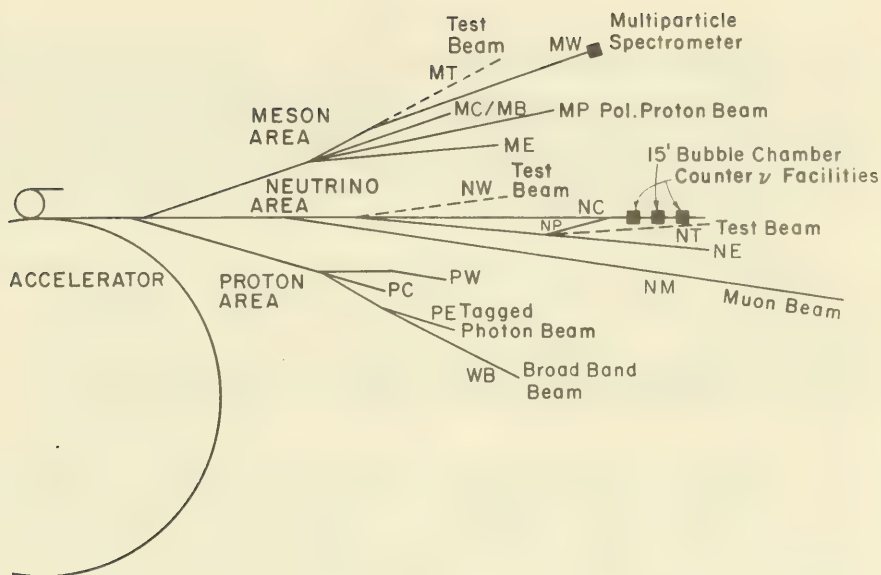 Test
Beam
MT
MW
Multiparticle
Spectrometer
MESON
AREA
MC/MB
MP Pol. Proton Beam
ME
NEUTRINO
AREA
NW
Test
Beam
15' Bubble Chamber
Counter ν Facilities
NC
NP
NT
Test Beam
NE
NM
Muon Beam
ACCELERATOR
PROTON
AREA
PW
PC
PE Tagged
Photon Beam
WB
Broad Band
Beam